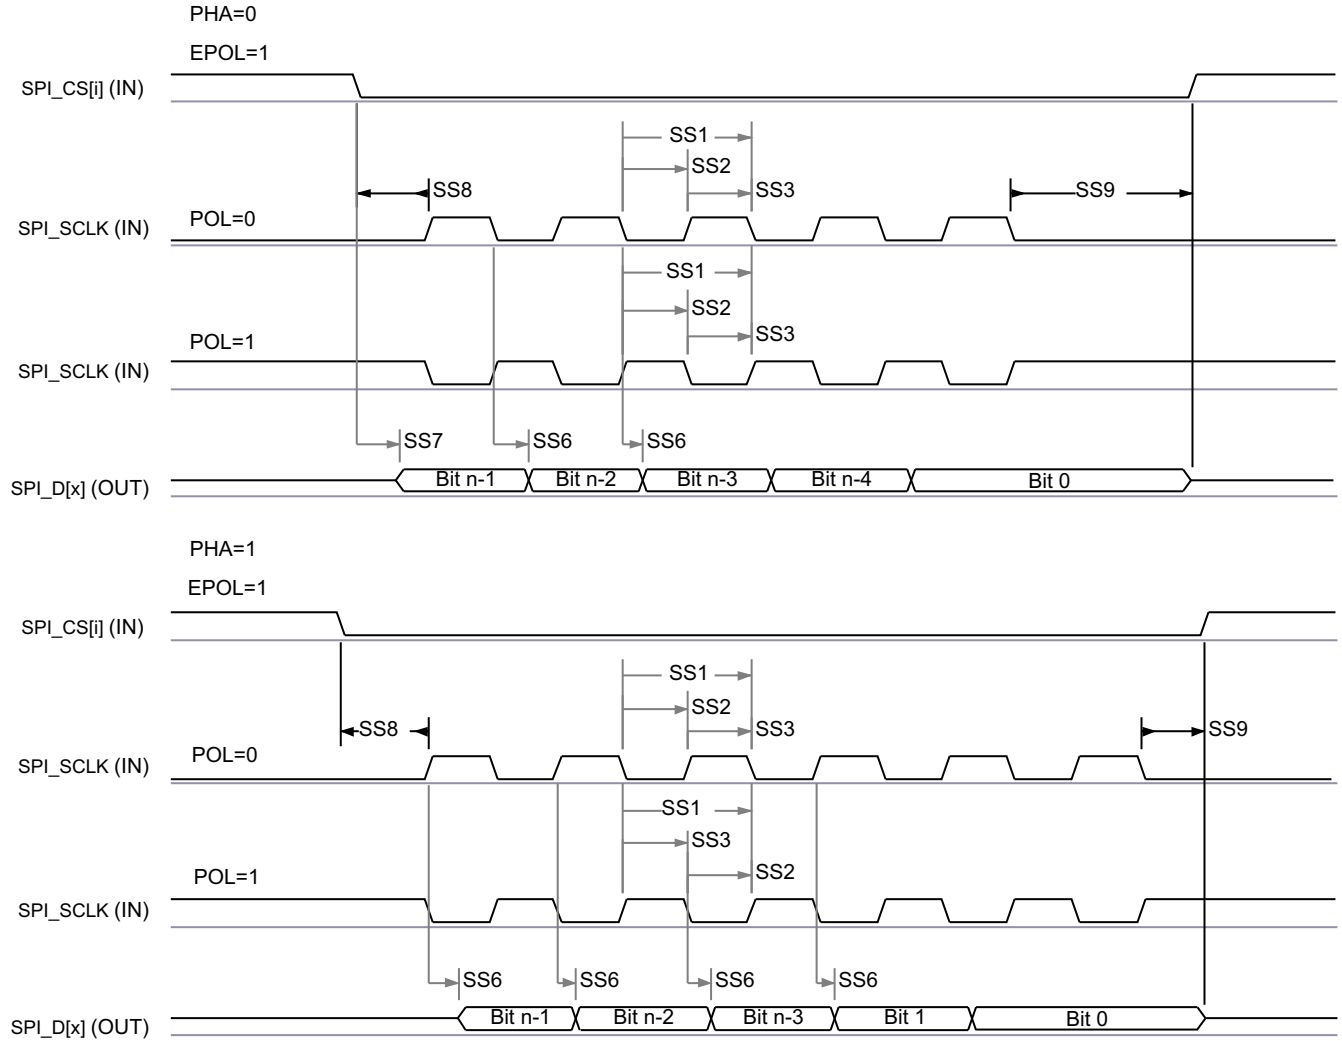 PHA=0
EPOL=1
SPI_CS[i] (IN)
SS1
SS2
SS8
SS3
SS9
POL=0
SPI_SCLK (IN)
SS1
SS2
SS3
POL=1
SPI_SCLK (IN)
SS7 SS6 SS6
SPI_D[x] (OUT) Bit n-1 Bit n-2 Bit n-3 Bit n-4 Bit 0
PHA=1
EPOL=1
SPI_CS[i] (IN)
SS1
SS2
SS8 SS3 SS9
POL=0
SPI_SCLK (IN)
SS1
SS3
SS2
POL=1
SPI_SCLK (IN)
SS6 SS6 SS6 SS6
SPI_D[x] (OUT) Bit n-1 Bit n-2 Bit n-3 Bit 1 Bit 0